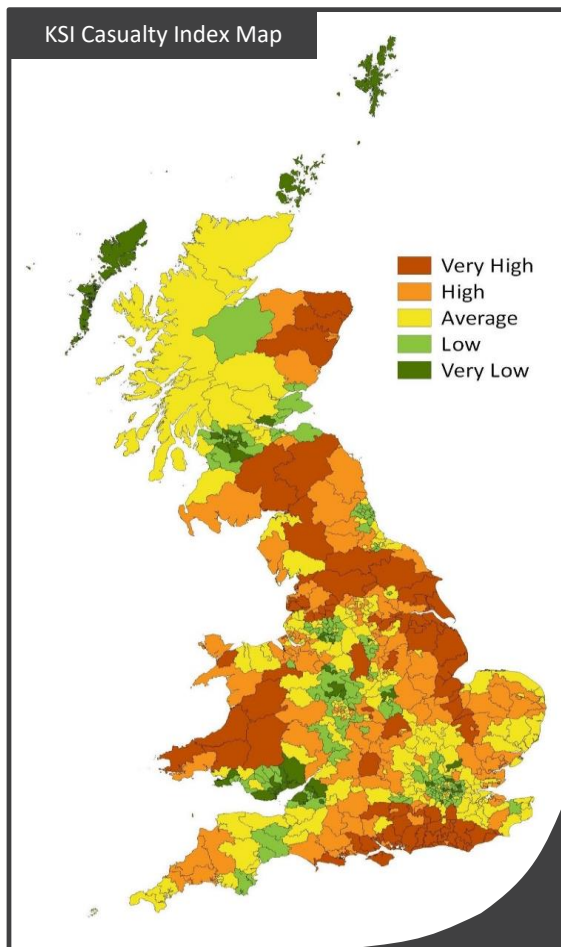 KSI Casualty Index Map
Very High
High
Average
Low
Very Low